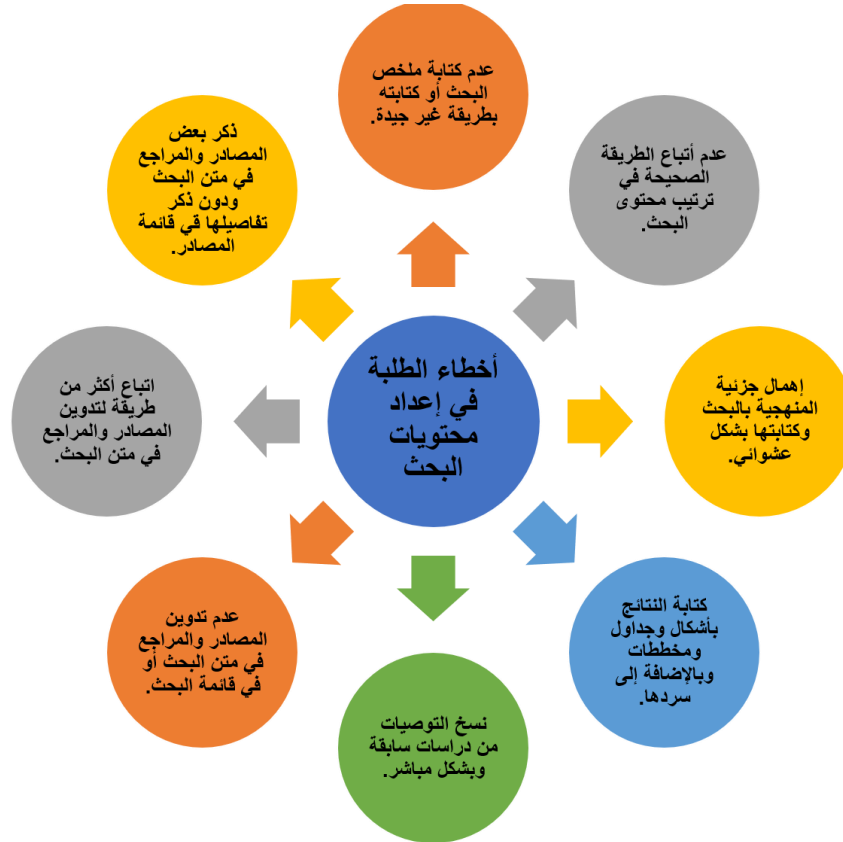 أخطاء الطلبة
في إعداد
محتويات
البحث
عدم كتابة ملخص
البحث أو كتابته
بطريقة غير جيدة.
عدم أتباع الطريقة
الصحيحة في
ترتيب محتوى
البحث.
إهمال جزئية
المنهجية بالبحث
وكتابتها بشكل
عشوائي.
كتابة النتائج
بأشكال وجداول
ومخططات
وبالإضافة إلى
سردها.
نسخ التوصيات
من دراسات سابقة
وبشكل مباشر.
عدم تدوين
المصادر والمراجع
في متن البحث أو
في قائمة البحث.
اتباع أكثر من
طريقة لتدوين
المصادر والمراجع
في متن البحث.
ذكر بعض
المصادر والمراجع
في متن البحث
ودون ذكر
تفاصيلها في قائمة
المصادر.